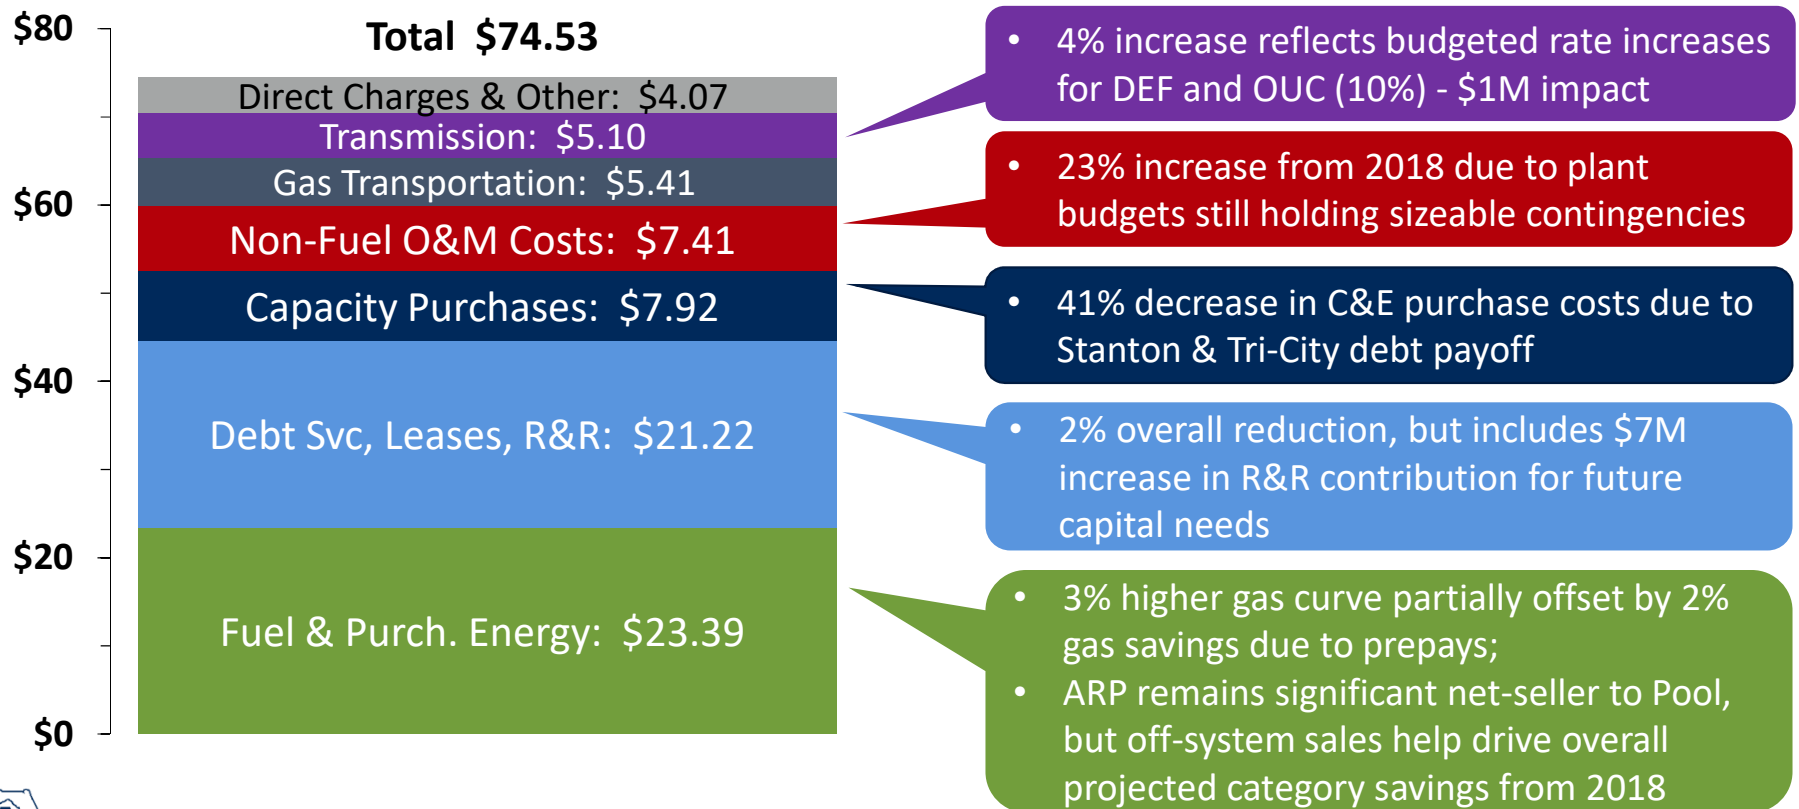 Total $74.53
$80
$60
$40
$20
$0
Direct Charges & Other: $4.07
Transmission: $5.10
Gas Transportation: $5.41
Non-Fuel O&M Costs: $7.41
Capacity Purchases: $7.92
Debt Svc, Leases, R&R: $21.22
Fuel & Purch. Energy: $23.39
• 4% increase reflects budgeted rate increases
for DEF and OUC (10%) - $1M impact
• 23% increase from 2018 due to plant
budgets still holding sizeable contingencies
• 41% decrease in C&E purchase costs due to
Stanton & Tri-City debt payoff
• 2% overall reduction, but includes $7M
increase in R&R contribution for future
capital needs
• 3% higher gas curve partially offset by 2%
gas savings due to prepays;
• ARP remains significant net-seller to Pool,
but off-system sales help drive overall
projected category savings from 2018